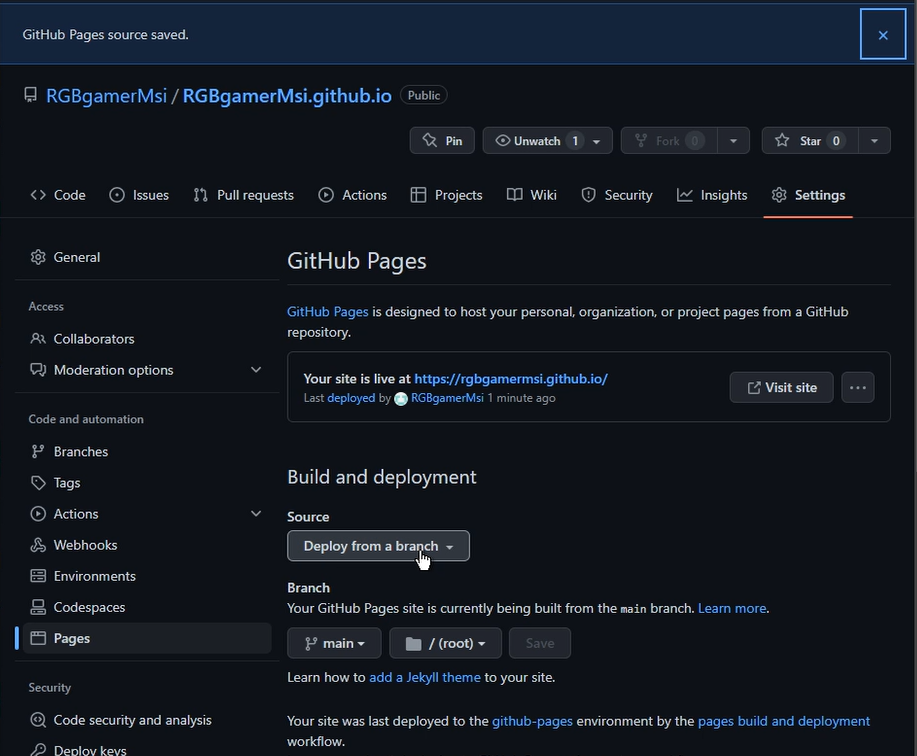 GitHub Pages source saved.
RGBgamerMsi / RGBgamerMsi.github.io Public
Pin Unwatch 1 Fork 0 Star 0
Code Issues Pull requests Actions Projects Wiki Security Insights Settings
General
Access
Collaborators
Moderation options
Code and automation
Branches
Tags
Actions
Webhooks
Environments
Codespaces
Pages
Security
Code security and analysis
Deploy keys
GitHub Pages
GitHub Pages is designed to host your personal, organization, or project pages from a GitHub
repository.
Your site is live at https://rgbgamermsi.github.io/
Last deployed by RGBgamerMsi 1 minute ago
Visit site
Build and deployment
Source
Deploy from a branch
Branch
Your GitHub Pages site is currently being built from the main branch. Learn more.
main / (root) Save
Learn how to add a Jekyll theme to your site.
Your site was last deployed to the github-pages environment by the pages build and deployment
workflow.